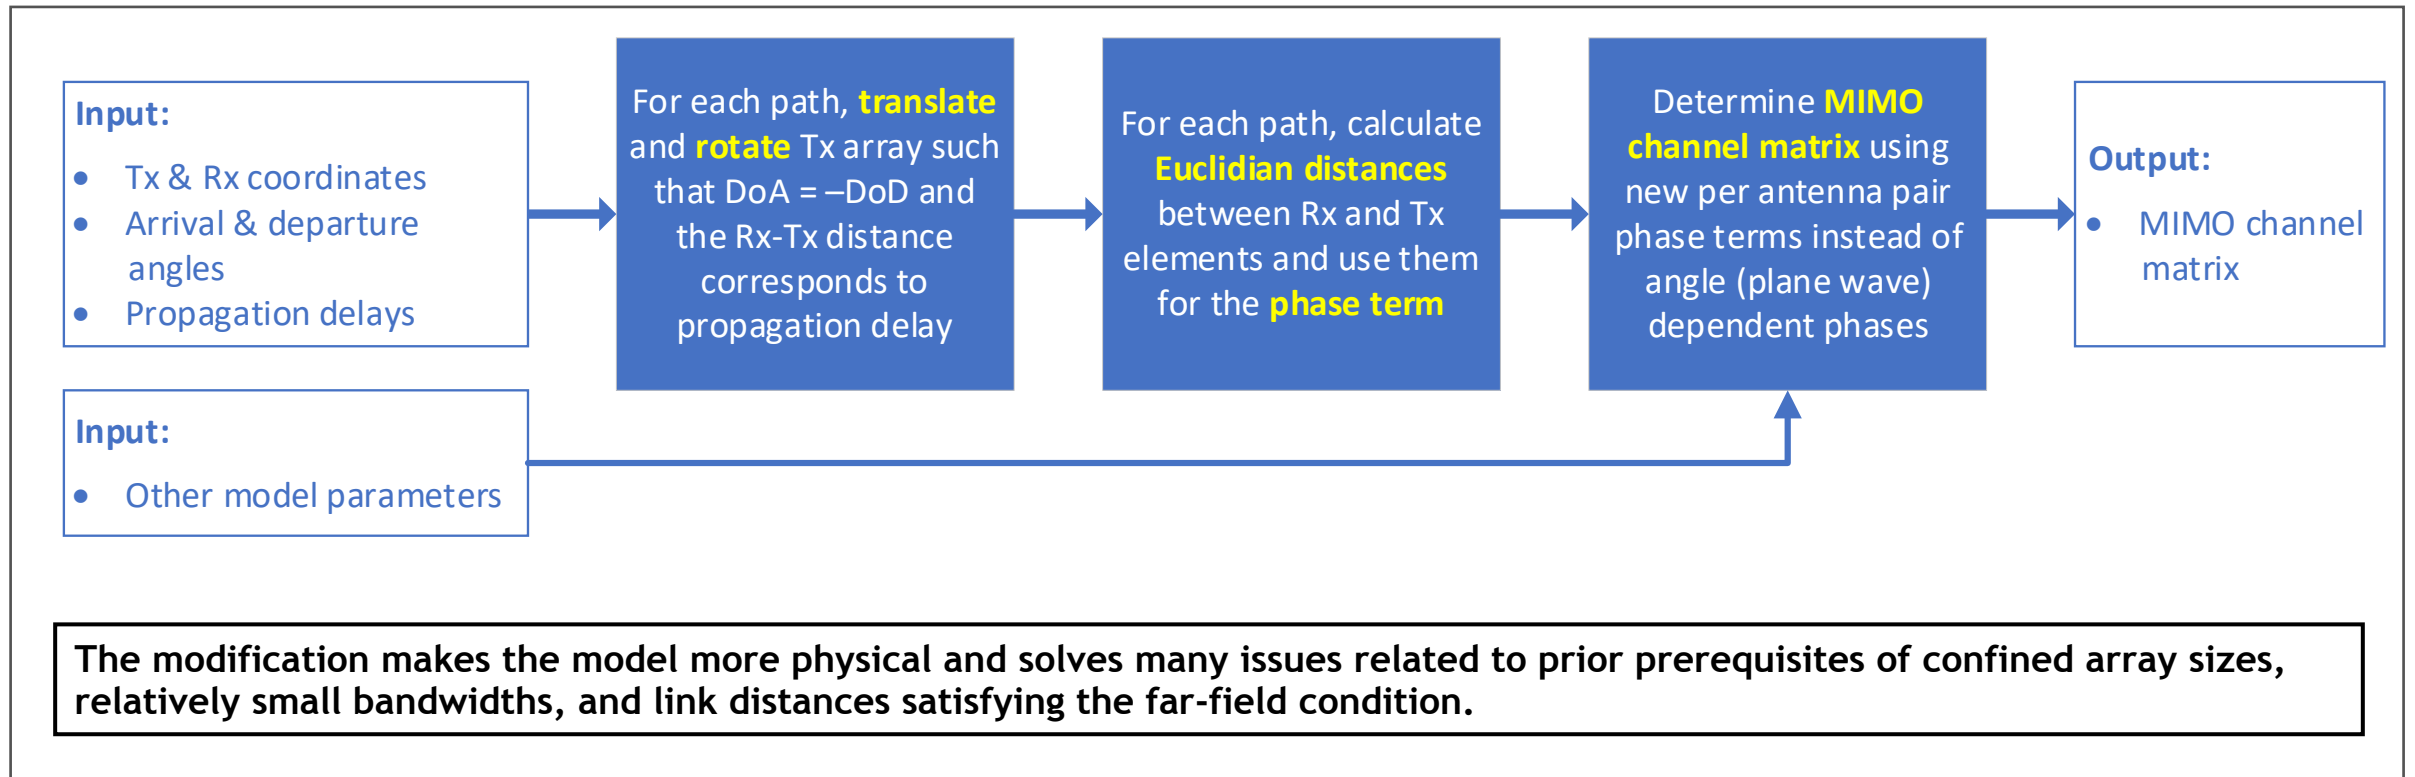 Input:
• Tx & Rx coordinates
• Arrival & departure
angles
• Propagation delays
Input:
• Other model parameters
For each path, translate
and rotate Tx array such
that DoA = –DoD and
the Rx-Tx distance
corresponds to
propagation delay
For each path, calculate
Euclidian distances
between Rx and Tx
elements and use them
for the phase term
Determine MIMO
channel matrix using
new per antenna pair
phase terms instead of
angle (plane wave)
dependent phases
Output:
• MIMO channel
matrix
The modification makes the model more physical and solves many issues related to prior prerequisites of confined array sizes,
relatively small bandwidths, and link distances satisfying the far-field condition.